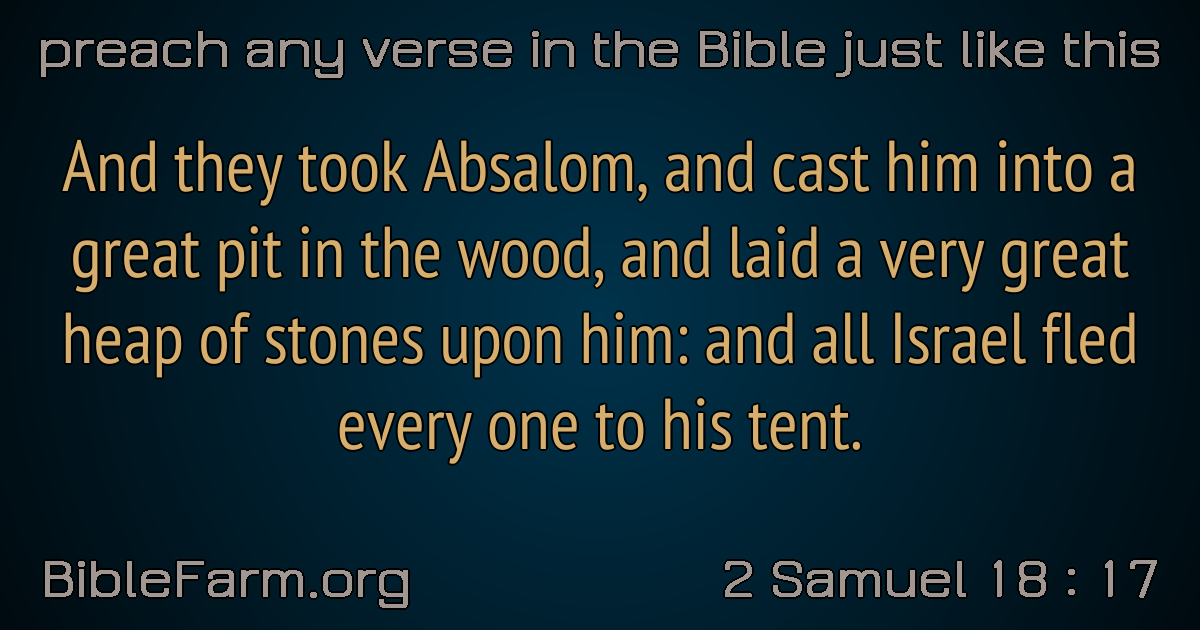 preach any verse in the Bible just like this
And they took Absalom, and cast him into a
great pit in the wood, and laid a very great
heap of stones upon him: and all Israel fled
every one to his tent.
BibleFarm.org
2 Samuel 18 : 17